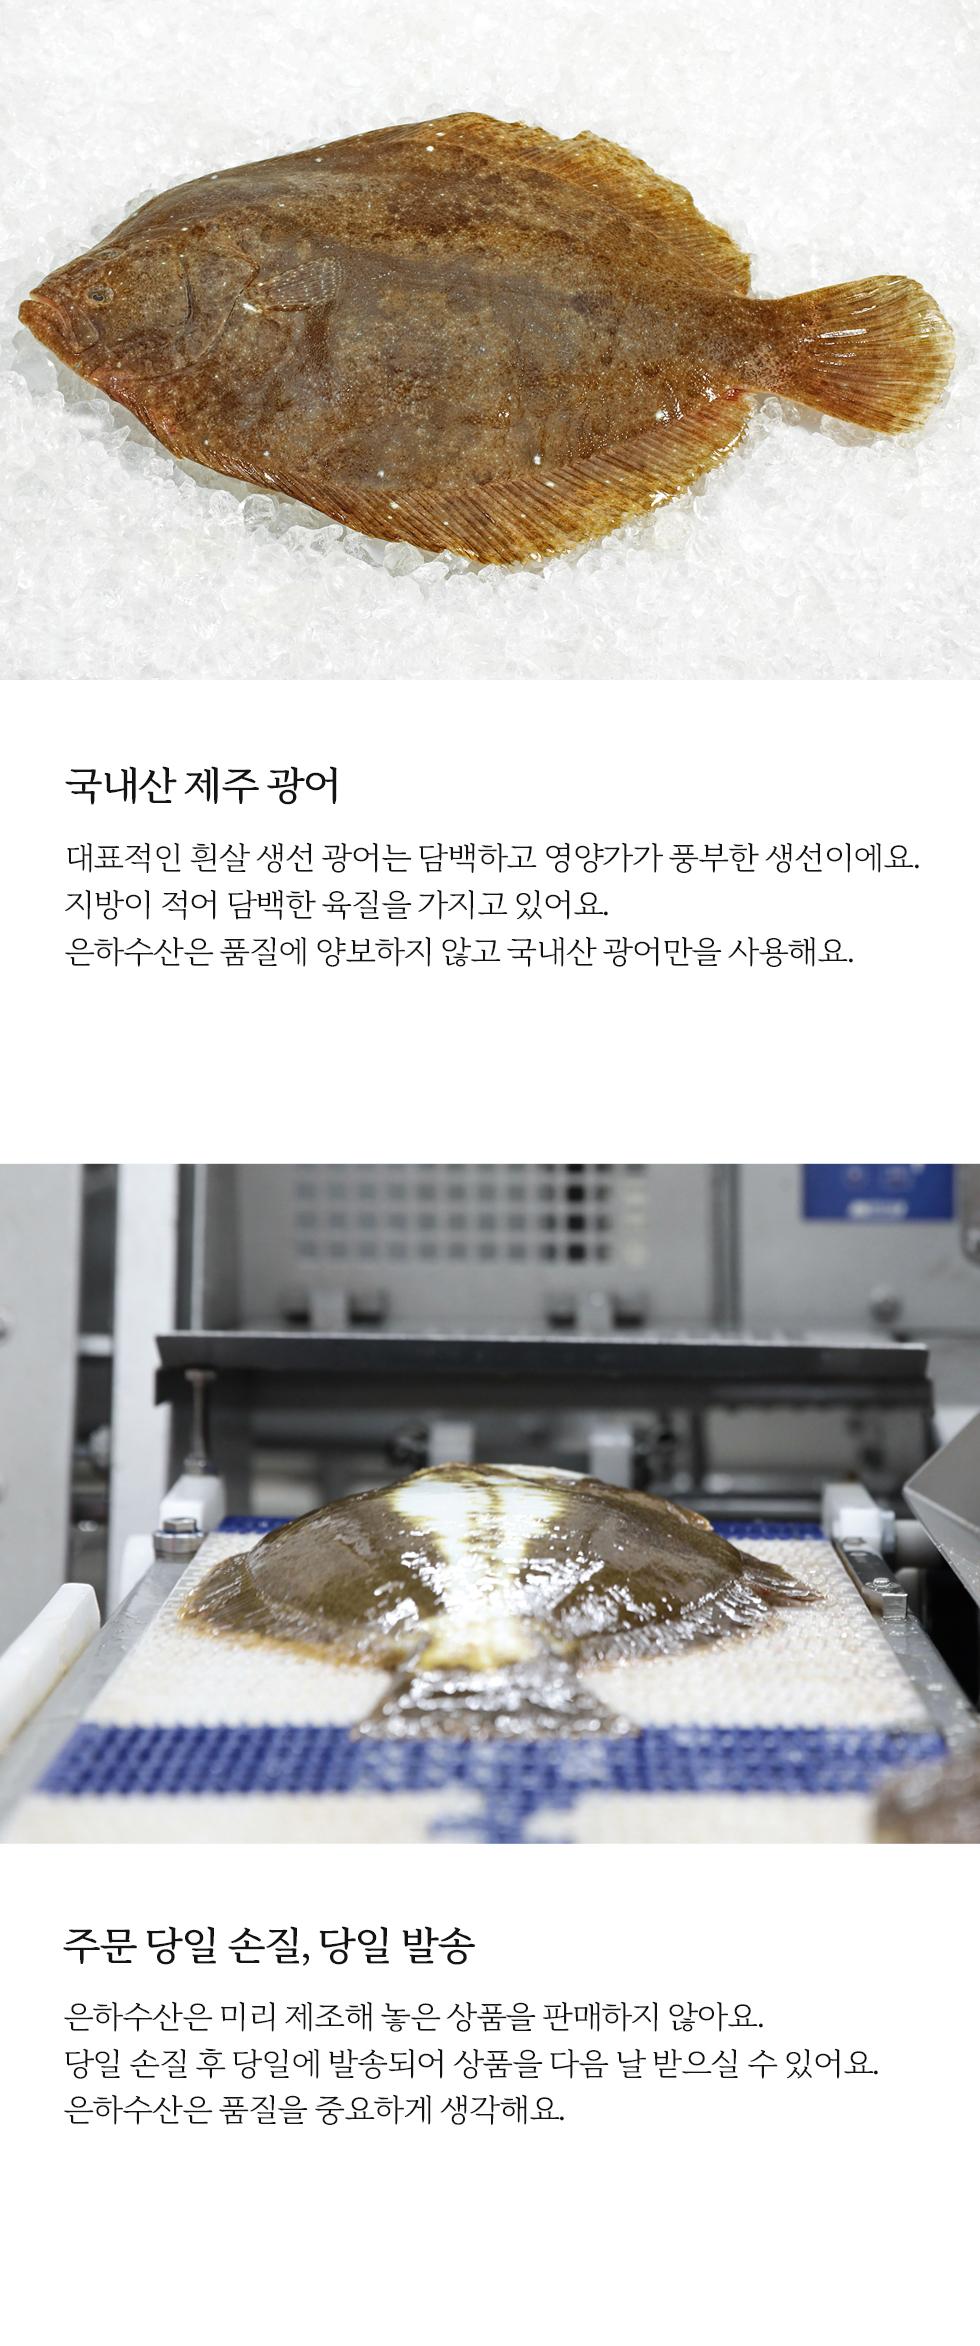 국내산 제주 광어
대표적인 흰살 생선 광어는 담백하고 영양가가 풍부한 생선이에요.
지방이 적어 담백한 육질을 가지고 있어요.
은하수산은 품질에 양보하지 않고 국내산 광어만을 사용해요.
주문 당일 손질, 당일 발송
은하수산은 미리 제조해 놓은 상품을 판매하지 않아요.
당일 손질 후 당일에 발송되어 상품을 다음 날 받으실 수 있어요.
은하수산은 품질을 중요하게 생각해요.